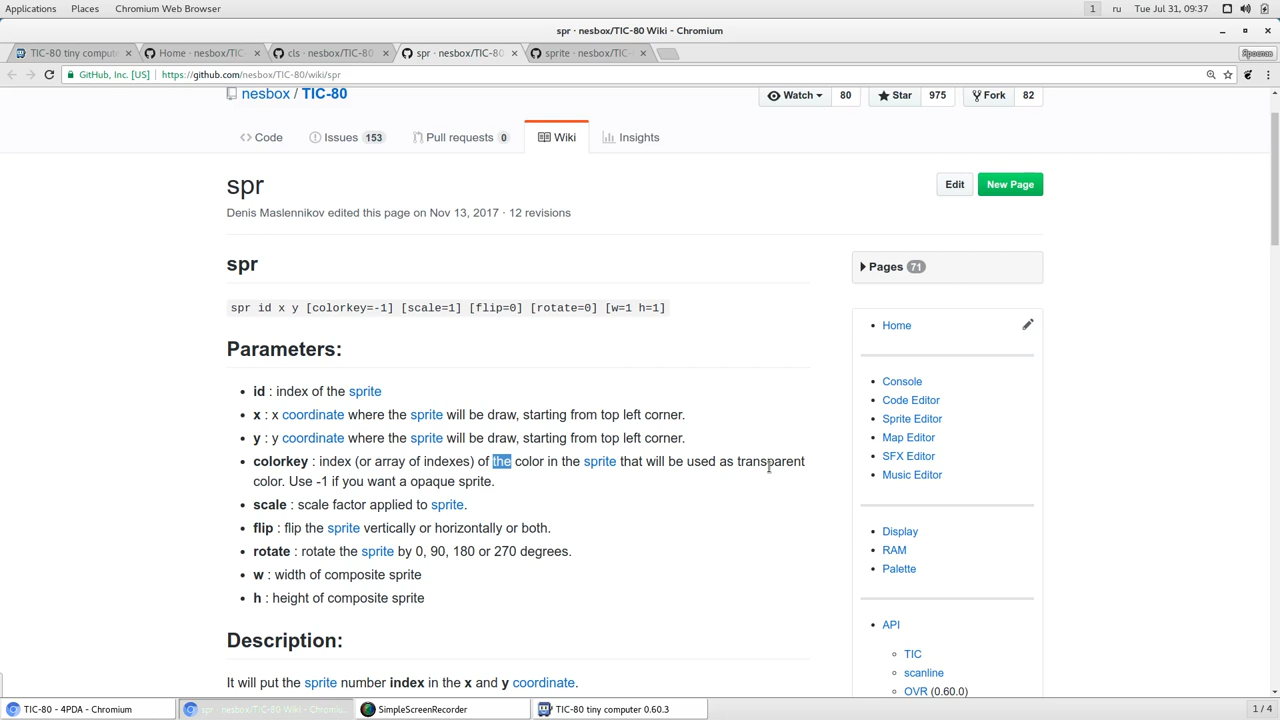 Applications Places Chromium Web Browser 1 ru Tue Jul 31, 09:37
spr · nesbox/TIC-80 Wiki - Chromium
TIC-80 tiny comput × Home · nesbox/TIC × cls · nesbox/TIC-80 × spr · nesbox/TIC-80 × sprite · nesbox/TIC- × Яросла
GitHub, Inc. [US] https://github.com/nesbox/TIC-80/wiki/spr
nesbox / TIC-80 Watch 80 Star 975 Fork 82
Code Issues 153 Pull requests 0 Wiki Insights
spr Edit New Page
Denis Maslennikov edited this page on Nov 13, 2017 · 12 revisions
spr
spr id x y [colorkey=-1] [scale=1] [flip=0] [rotate=0] [w=1 h=1]
Parameters:
• id : index of the sprite
• x : x coordinate where the sprite will be draw, starting from top left corner.
• y : y coordinate where the sprite will be draw, starting from top left corner.
• colorkey : index (or array of indexes) of the color in the sprite that will be used as transparent
color. Use -1 if you want a opaque sprite.
• scale : scale factor applied to sprite.
• flip : flip the sprite vertically or horizontally or both.
• rotate : rotate the sprite by 0, 90, 180 or 270 degrees.
• w : width of composite sprite
• h : height of composite sprite
Description:
It will put the sprite number index in the x and y coordinate.
Pages 71
• Home
• Console
• Code Editor
• Sprite Editor
• Map Editor
• SFX Editor
• Music Editor
• Display
• RAM
• Palette
• API
TIC
scanline
OVR (0.60.0)
TIC-80 - 4PDA - Chromium spr · nesbox/TIC-80 Wiki - Chromiu... SimpleScreenRecorder TIC-80 tiny computer 0.60.3 1 / 4